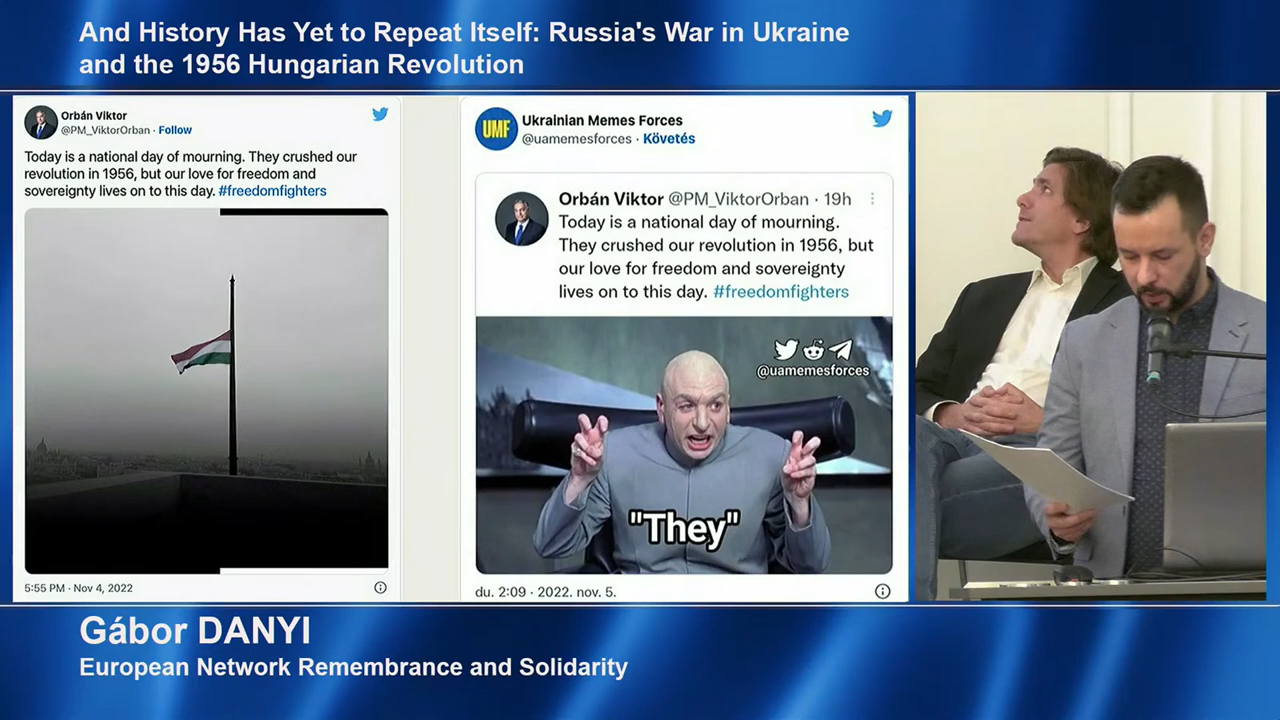 And History Has Yet to Repeat Itself: Russia's War in Ukraine
and the 1956 Hungarian Revolution
Orbán Viktor
@PM_ViktorOrban · Follow
Today is a national day of mourning. They crushed our
revolution in 1956, but our love for freedom and
sovereignty lives on to this day. #freedomfighters
5:55 PM · Nov 4, 2022
UMF
Ukrainian Memes Forces
@uamemesforces · Követés
Orbán Viktor @PM_ViktorOrban · 19h
Today is a national day of mourning.
They crushed our revolution in 1956, but
our love for freedom and sovereignty
lives on to this day. #freedomfighters
@uamemesforces
"They"
du. 2:09 · 2022. nov. 5.
Gábor DANYI
European Network Remembrance and Solidarity